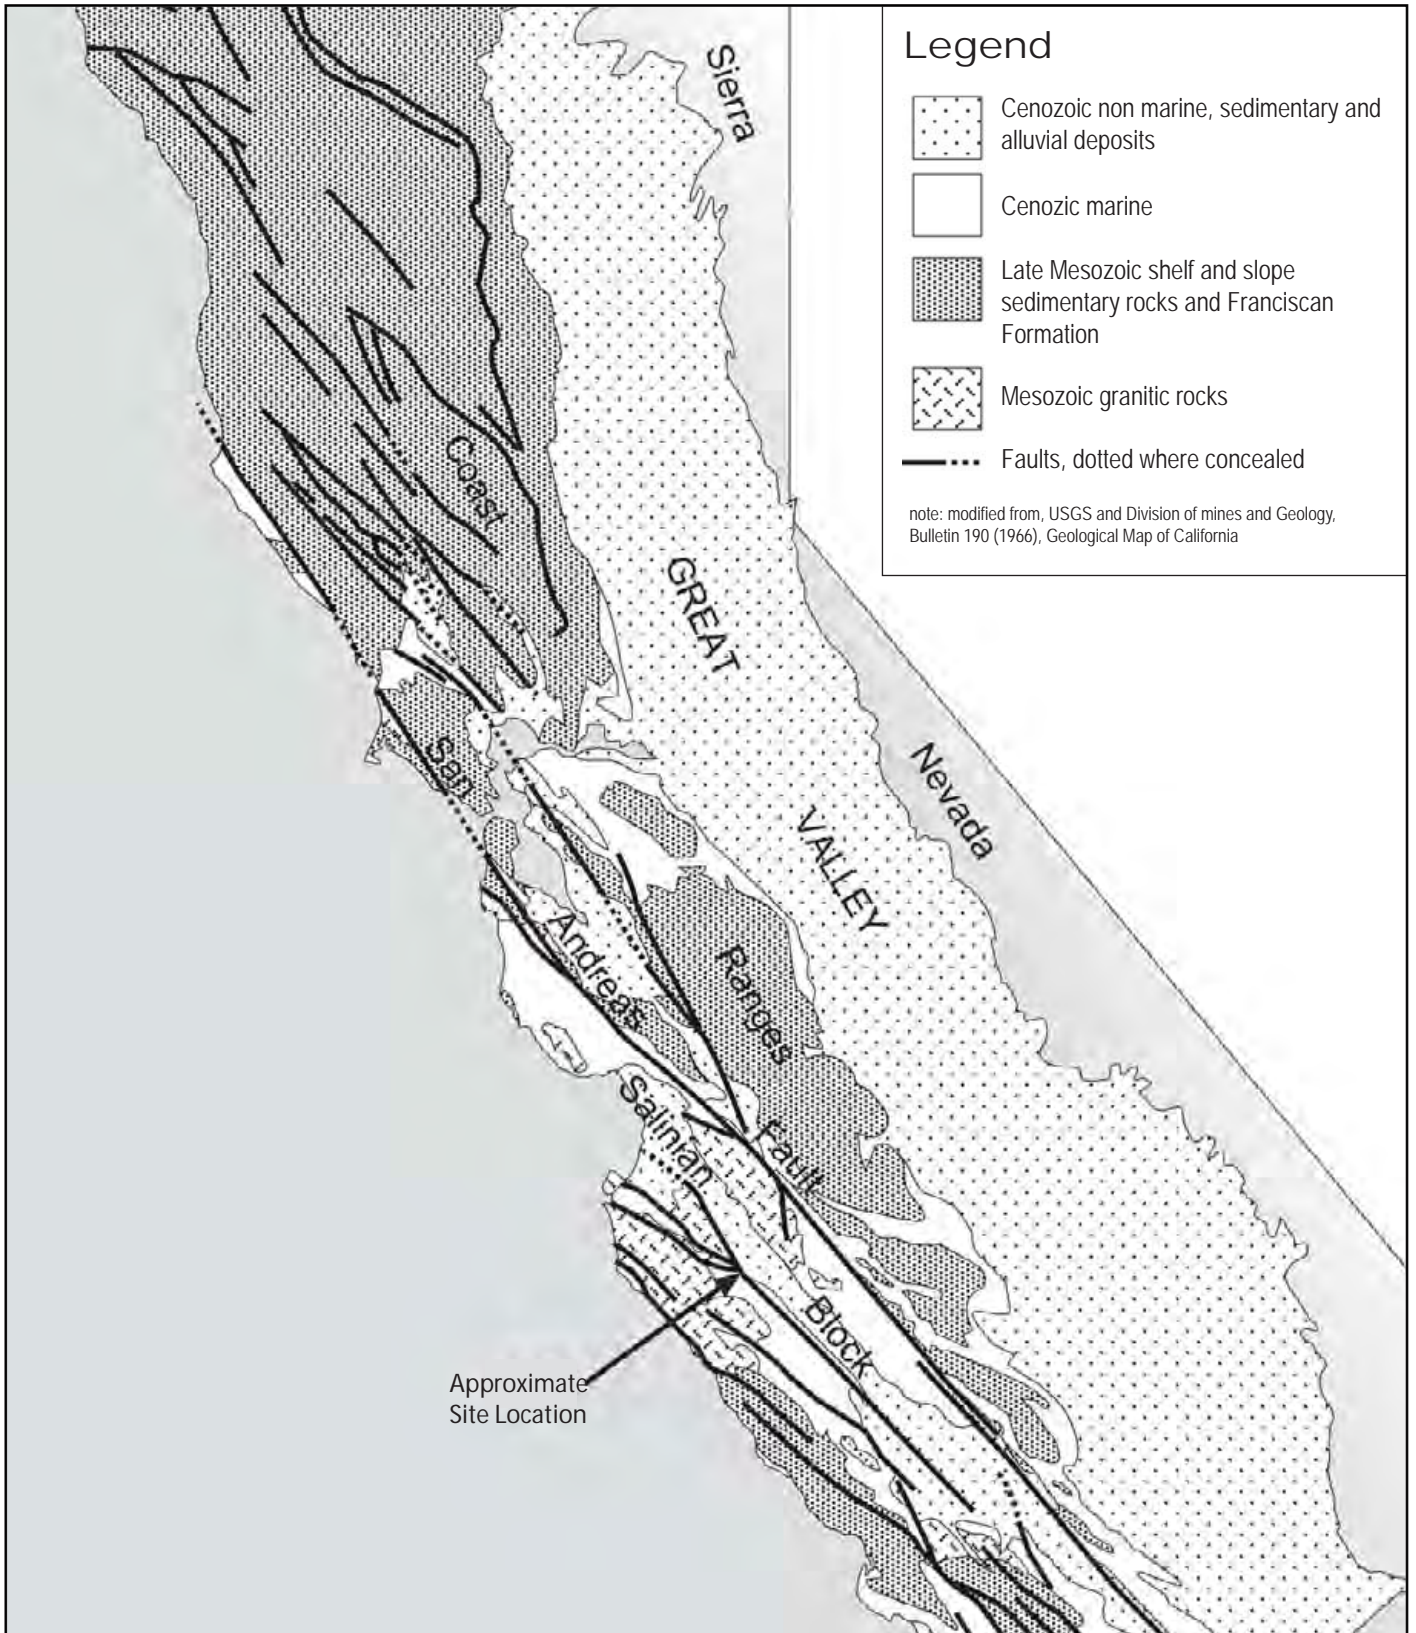 Legend
Cenozoic non marine, sedimentary and
alluvial deposits
Cenozic marine
Late Mesozoic shelf and slope
sedimentary rocks and Franciscan
Formation
Mesozoic granitic rocks
Faults, dotted where concealed
note: modified from, USGS and Division of mines and Geology,
Bulletin 190 (1966), Geological Map of California
Sierra
Nevada
GREAT
VALLEY
Coast
Ranges
San
Andreas
Fault
Salinian
Block
Approximate
Site Location